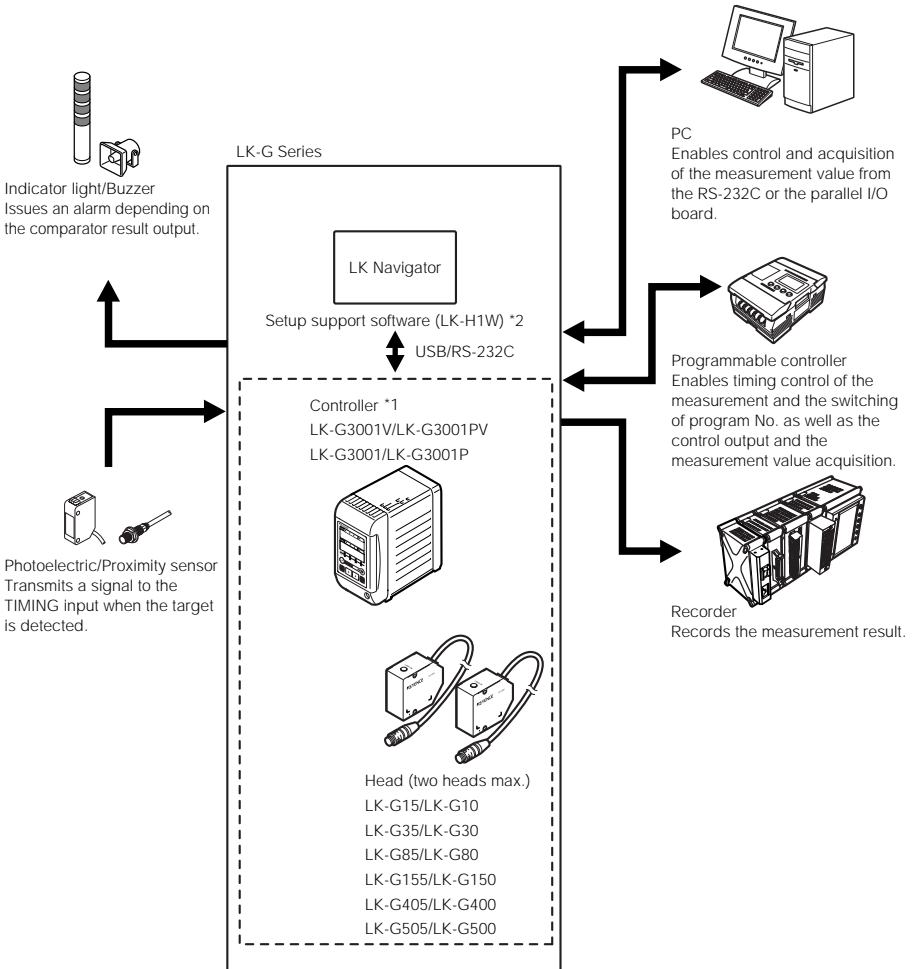 Indicator light/Buzzer
Issues an alarm depending on
the comparator result output.
Photoelectric/Proximity sensor
Transmits a signal to the
TIMING input when the target
is detected.
LK-G Series
LK Navigator
Setup support software (LK-H1W) *2
USB/RS-232C
Controller *1
LK-G3001V/LK-G3001PV
LK-G3001/LK-G3001P
KEYENCE
KEYENCE
Head (two heads max.)
LK-G15/LK-G10
LK-G35/LK-G30
LK-G85/LK-G80
LK-G155/LK-G150
LK-G405/LK-G400
LK-G505/LK-G500
PC
Enables control and acquisition
of the measurement value from
the RS-232C or the parallel I/O
board.
Programmable controller
Enables timing control of the
measurement and the switching
of program No. as well as the
control output and the
measurement value acquisition.
Recorder
Records the measurement result.